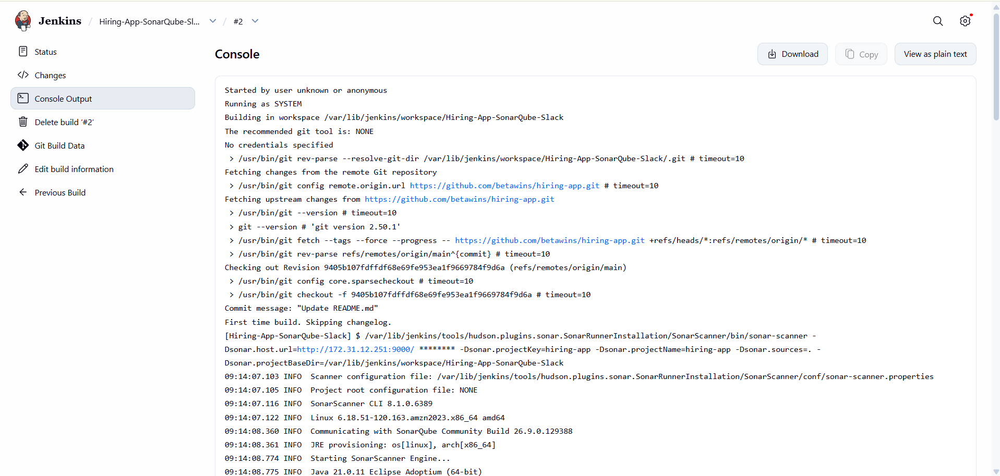 Jenkins / Hiring-App-SonarQube-Sl... / #2
Status
Changes
Console Output
Delete build ‘#2’
Git Build Data
Edit build information
Previous Build
Console
Download
Copy
View as plain text
Started by user unknown or anonymous
Running as SYSTEM
Building in workspace /var/lib/jenkins/workspace/Hiring-App-SonarQube-Slack
The recommended git tool is: NONE
No credentials specified
 > /usr/bin/git rev-parse --resolve-git-dir /var/lib/jenkins/workspace/Hiring-App-SonarQube-Slack/.git # timeout=10
Fetching changes from the remote Git repository
 > /usr/bin/git config remote.origin.url https://github.com/betawins/hiring-app.git # timeout=10
Fetching upstream changes from https://github.com/betawins/hiring-app.git
 > /usr/bin/git --version # timeout=10
 > git --version # 'git version 2.50.1'
 > /usr/bin/git fetch --tags --force --progress -- https://github.com/betawins/hiring-app.git +refs/heads/*:refs/remotes/origin/* # timeout=10
 > /usr/bin/git rev-parse refs/remotes/origin/main^{commit} # timeout=10
Checking out Revision 9405b107fdffdf68e69fe953ea1f9669784f9d6a (refs/remotes/origin/main)
 > /usr/bin/git config core.sparsecheckout # timeout=10
 > /usr/bin/git checkout -f 9405b107fdffdf68e69fe953ea1f9669784f9d6a # timeout=10
Commit message: "Update README.md"
First time build. Skipping changelog.
[Hiring-App-SonarQube-Slack] $ /var/lib/jenkins/tools/hudson.plugins.sonar.SonarRunnerInstallation/SonarScanner/bin/sonar-scanner -
Dsonar.host.url=http://172.31.12.251:9000/ ******** -Dsonar.projectKey=hiring-app -Dsonar.projectName=hiring-app -Dsonar.sources=. -
Dsonar.projectBaseDir=/var/lib/jenkins/workspace/Hiring-App-SonarQube-Slack
09:14:07.103 INFO  Scanner configuration file: /var/lib/jenkins/tools/hudson.plugins.sonar.SonarRunnerInstallation/SonarScanner/conf/sonar-scanner.properties
09:14:07.105 INFO  Project root configuration file: NONE
09:14:07.116 INFO  SonarScanner CLI 8.1.0.6389
09:14:07.122 INFO  Linux 6.18.51-120.163.amzn2023.x86_64 amd64
09:14:08.360 INFO  Communicating with SonarQube Community Build 26.9.0.129388
09:14:08.361 INFO  JRE provisioning: os[linux], arch[x86_64]
09:14:08.774 INFO  Starting SonarScanner Engine...
09:14:08.775 INFO  Java 21.0.11 Eclipse Adoptium (64-bit)